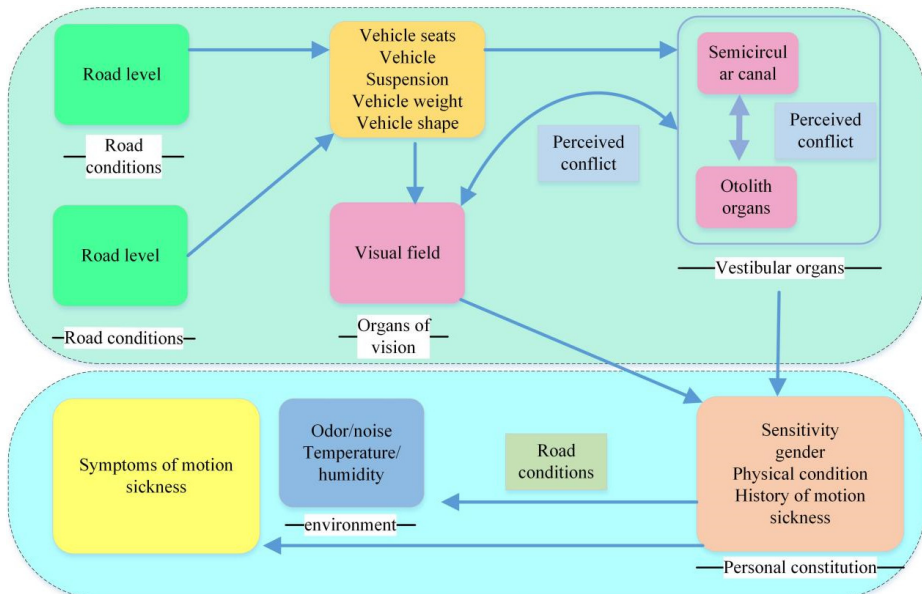 Road level
Road
conditions
Road level
Road conditions
Vehicle seats
Vehicle
Suspension
Vehicle weight
Vehicle shape
Visual field
Organs of
vision
Perceived
conflict
Semicircul
ar canal
Perceived
conflict
Otolith
organs
Vestibular organs
Symptoms of motion
sickness
Odor/noise
Temperature/
humidity
environment
Road
conditions
Sensitivity
gender
Physical condition
History of motion
sickness
Personal constitution